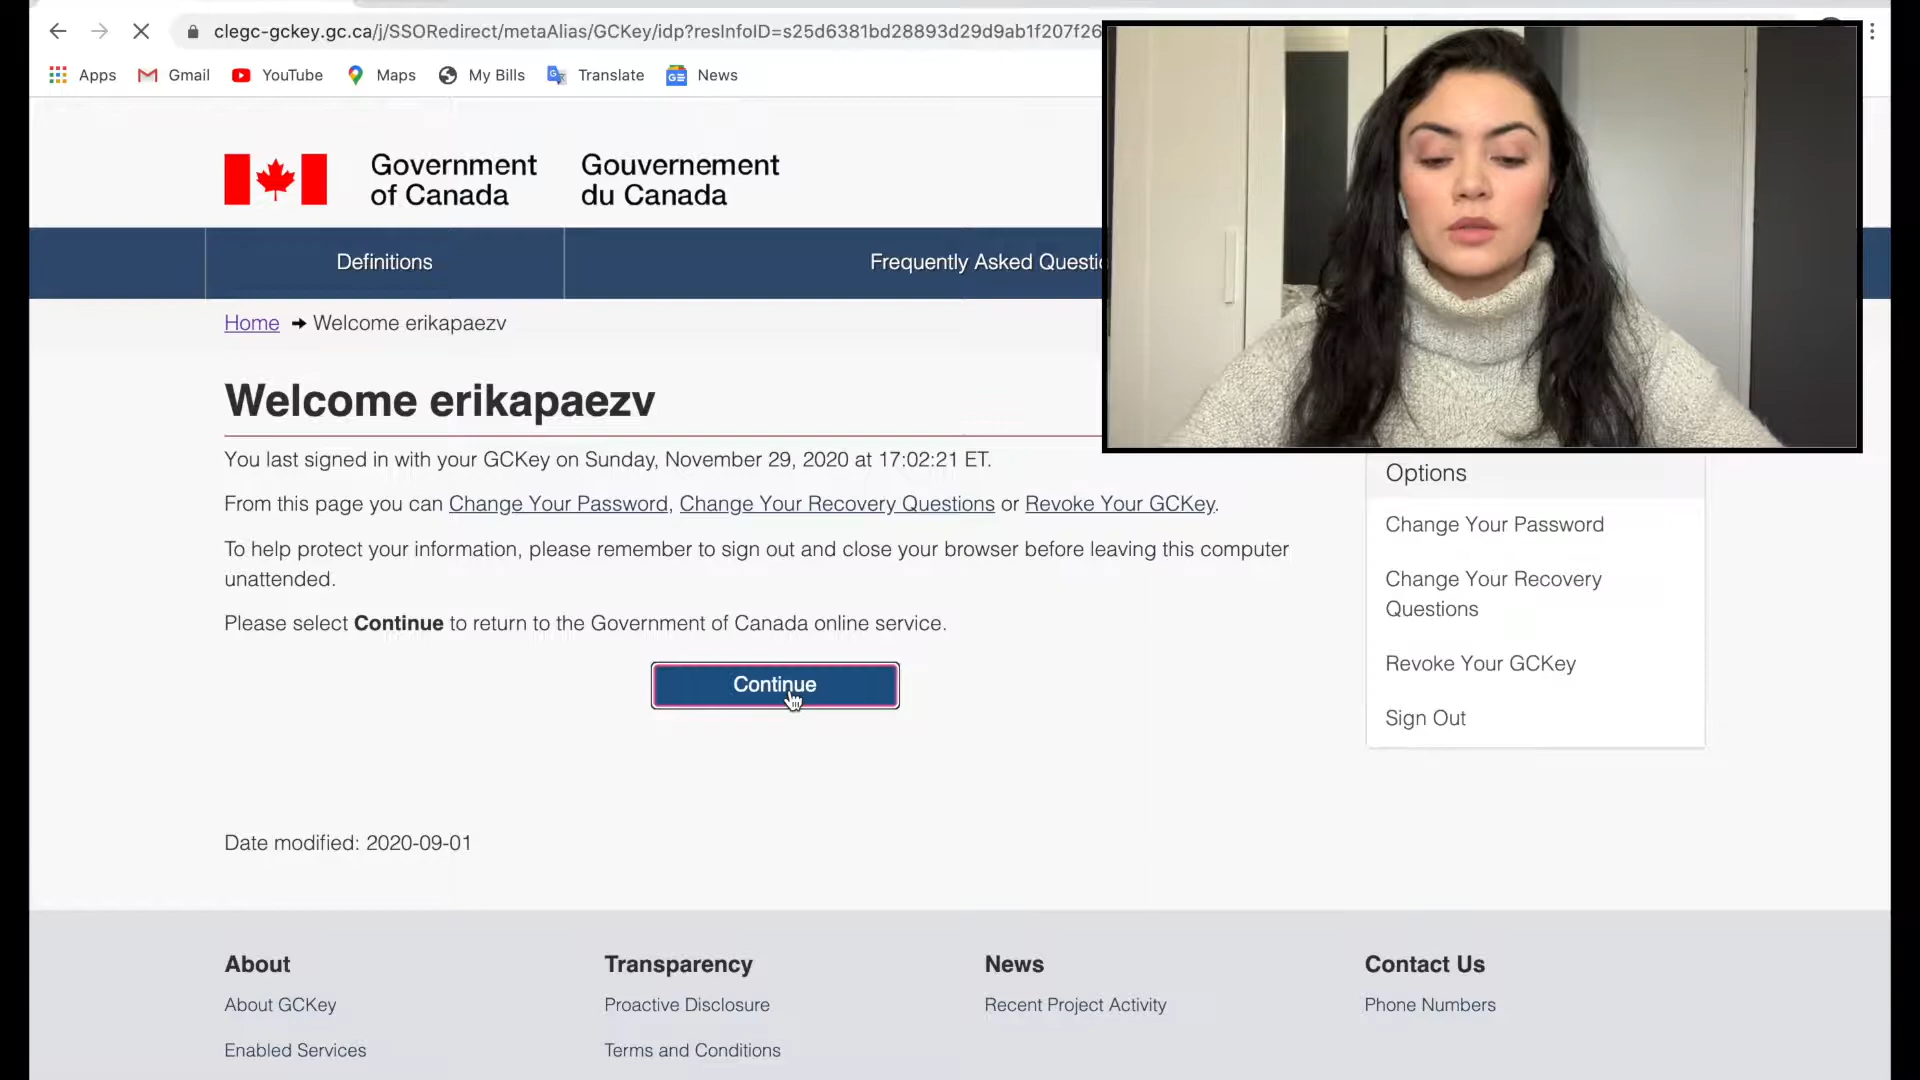 clegc-gckey.gc.ca/j/SSORedirect/metaAlias/GCKey/idp?resInfoID=s25d6381bd28893d29d9ab1f207f26
Apps Gmail YouTube Maps My Bills Translate News
Government of Canada
Gouvernement du Canada
Definitions
Frequently Asked Questio
Home → Welcome erikapaezv
Welcome erikapaezv
You last signed in with your GCKey on Sunday, November 29, 2020 at 17:02:21 ET.
From this page you can Change Your Password, Change Your Recovery Questions or Revoke Your GCKey.
To help protect your information, please remember to sign out and close your browser before leaving this computer
unattended.
Please select Continue to return to the Government of Canada online service.
Continue
Options
Change Your Password
Change Your Recovery
Questions
Revoke Your GCKey
Sign Out
Date modified: 2020-09-01
About
About GCKey
Enabled Services
Transparency
Proactive Disclosure
Terms and Conditions
News
Recent Project Activity
Contact Us
Phone Numbers